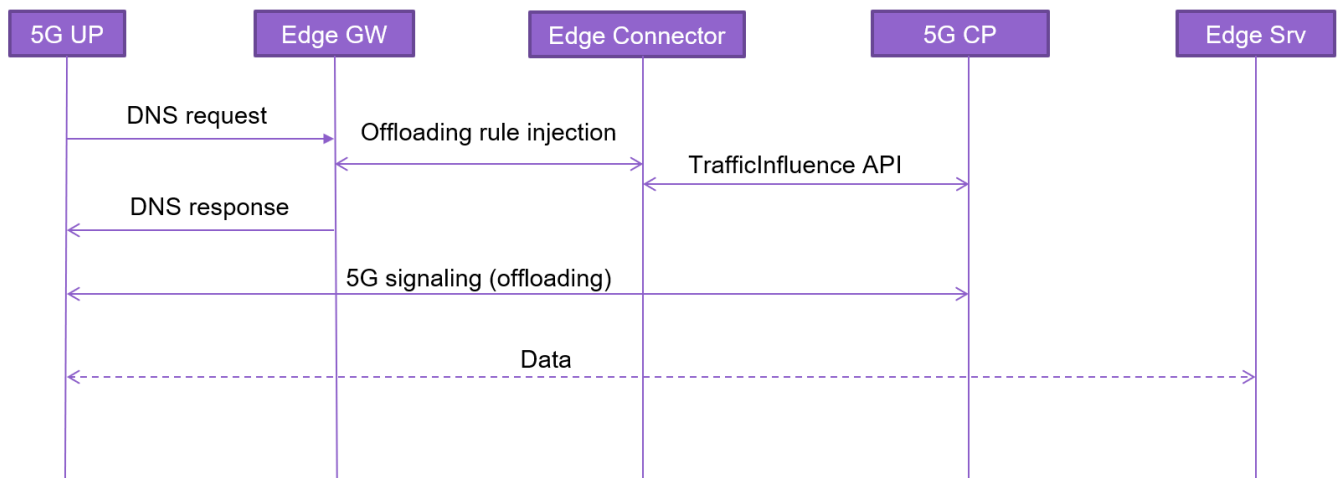 5G UP
Edge GW
Edge Connector
5G CP
Edge Srv
DNS request
Offloading rule injection
TrafficInfluence API
DNS response
5G signaling (offloading)
Data